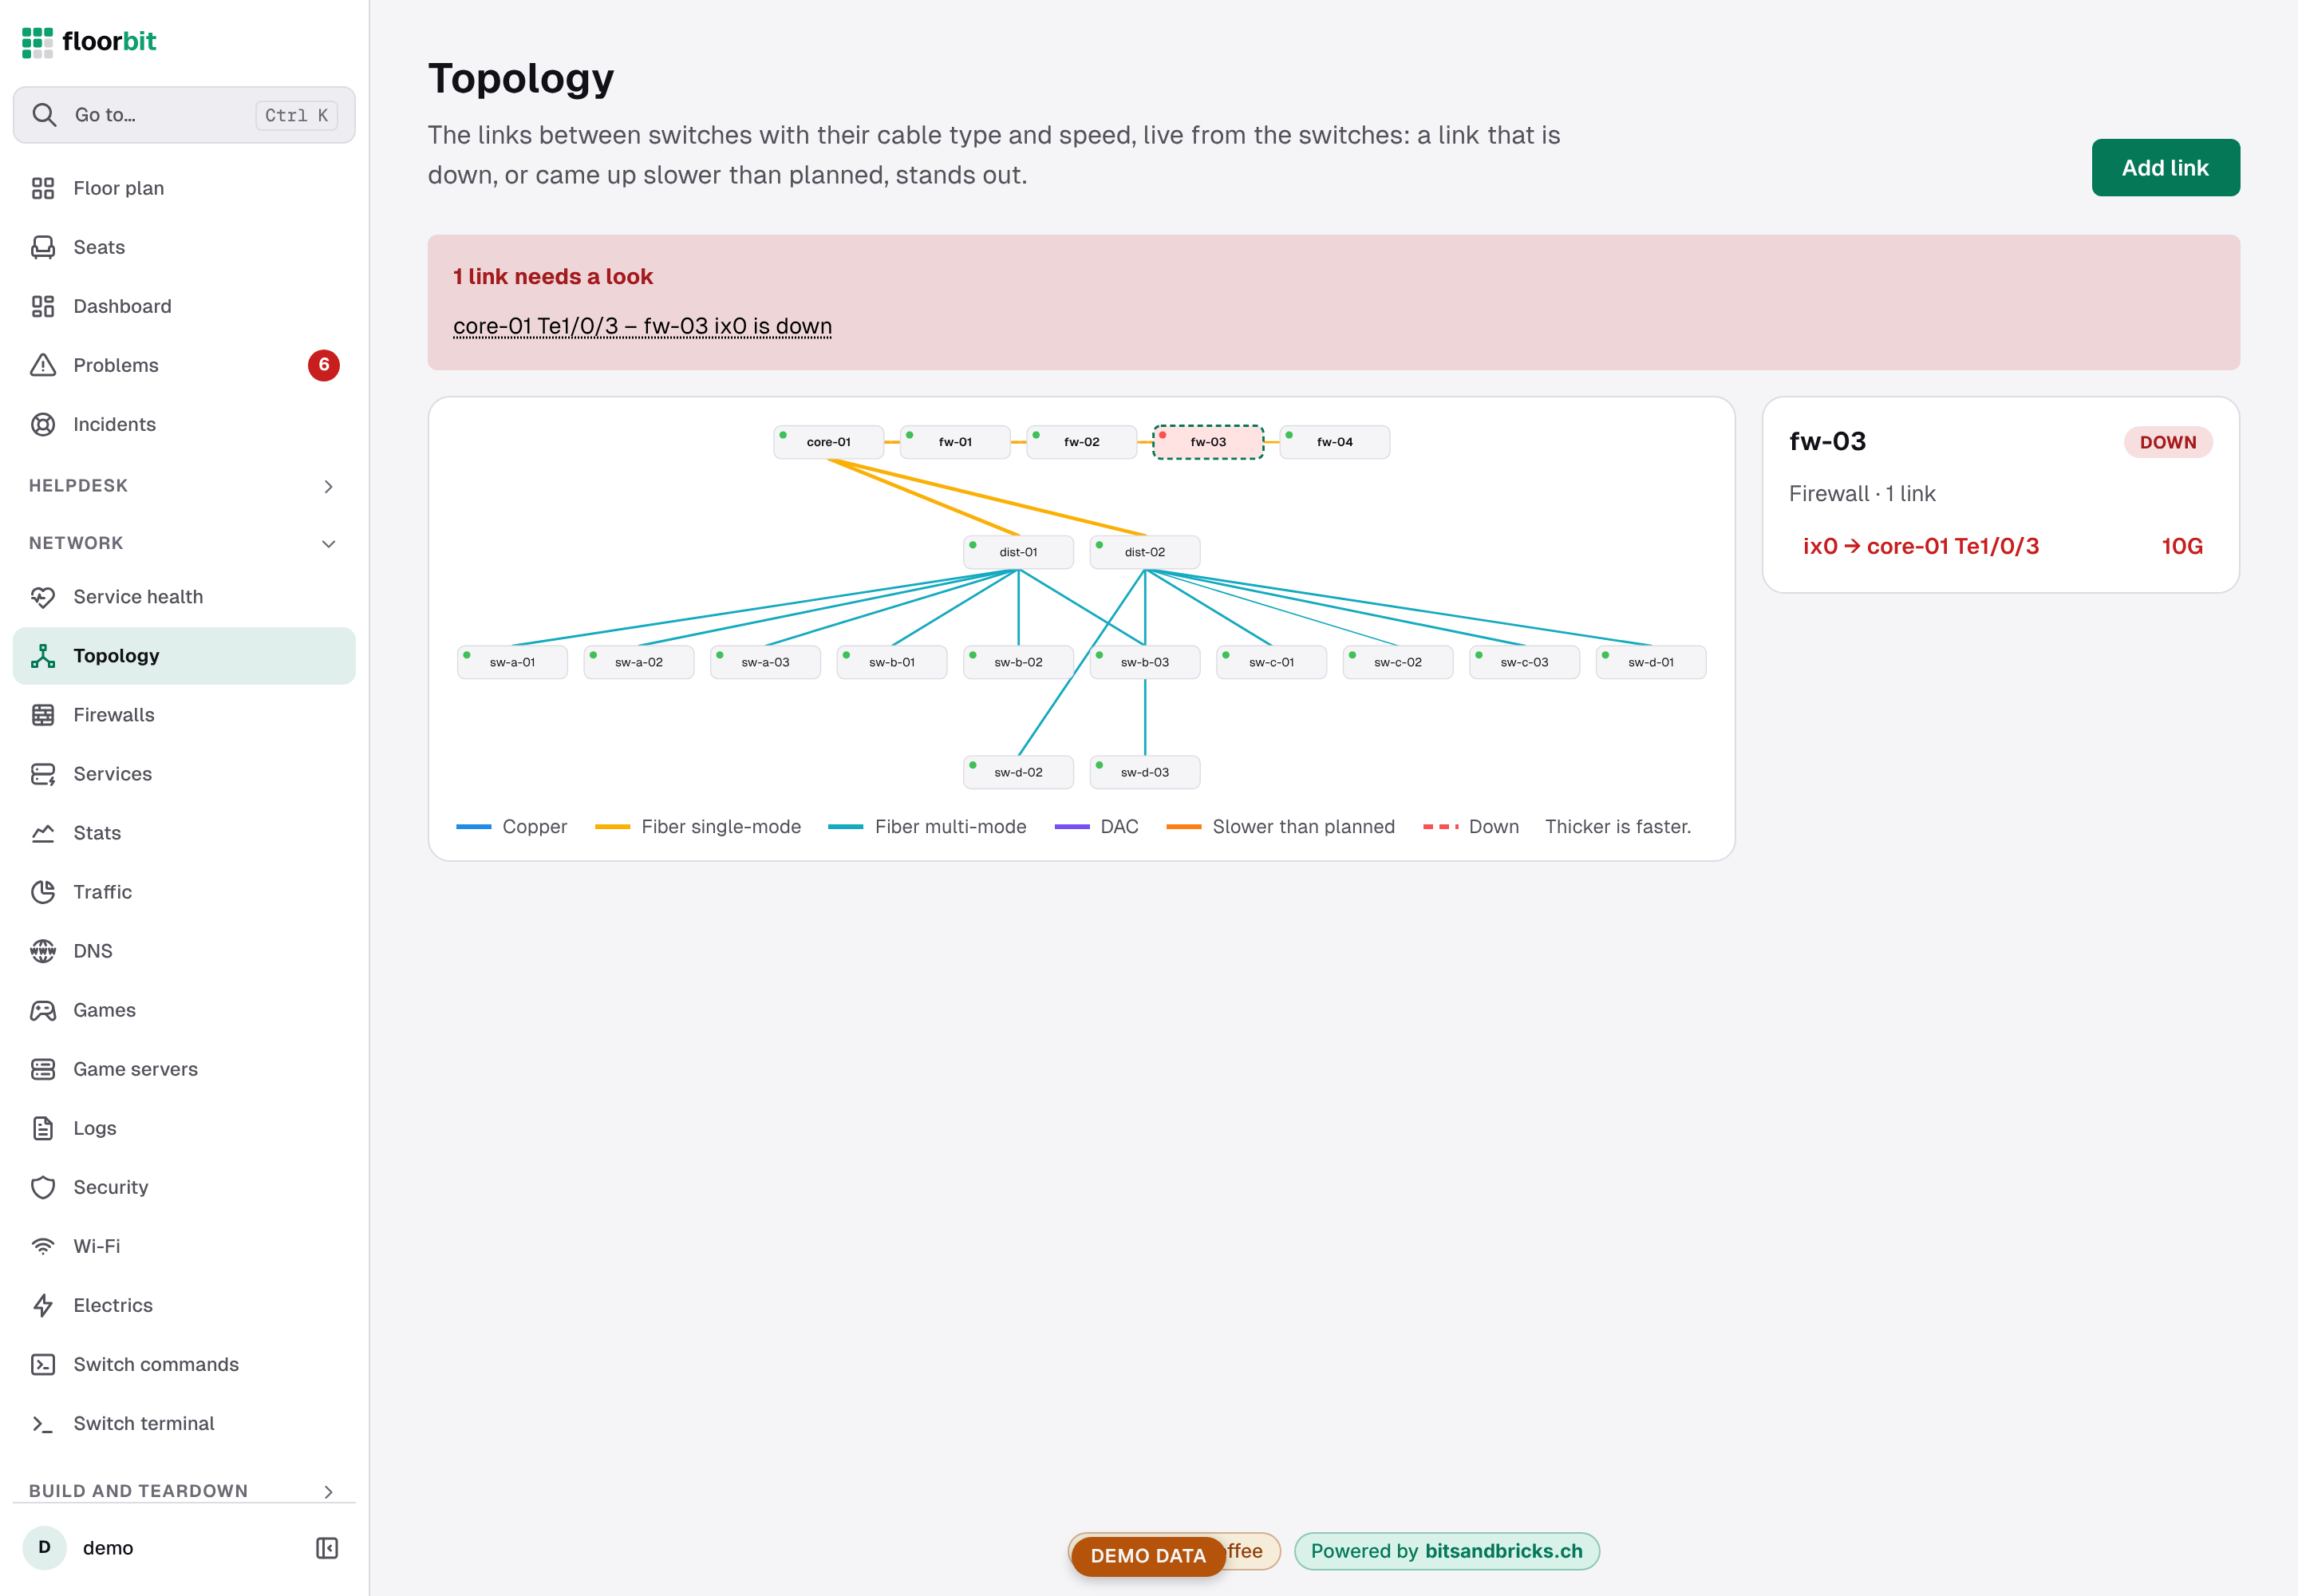 floorbit
Go to...
Ctrl K
Floor plan
Seats
Dashboard
Problems
6
Incidents
HELPDESK
NETWORK
Service health
Topology
Firewalls
Services
Stats
Traffic
DNS
Games
Game servers
Logs
Security
Wi-Fi
Electrics
Switch commands
Switch terminal
BUILD AND TEARDOWN
D
demo
Topology
The links between switches with their cable type and speed, live from the switches: a link that is
down, or came up slower than planned, stands out.
Add link
1 link needs a look
core-01 Te1/0/3 – fw-03 ix0 is down
core-01
fw-01
fw-02
fw-03
fw-04
dist-01
dist-02
sw-a-01
sw-a-02
sw-a-03
sw-b-01
sw-b-02
sw-b-03
sw-c-01
sw-c-02
sw-c-03
sw-d-01
sw-d-02
sw-d-03
Copper
Fiber single-mode
Fiber multi-mode
DAC
Slower than planned
Down
Thicker is faster.
fw-03
DOWN
Firewall · 1 link
ix0 → core-01 Te1/0/3
10G
DEMO DATA
Powered by bitsandbricks.ch